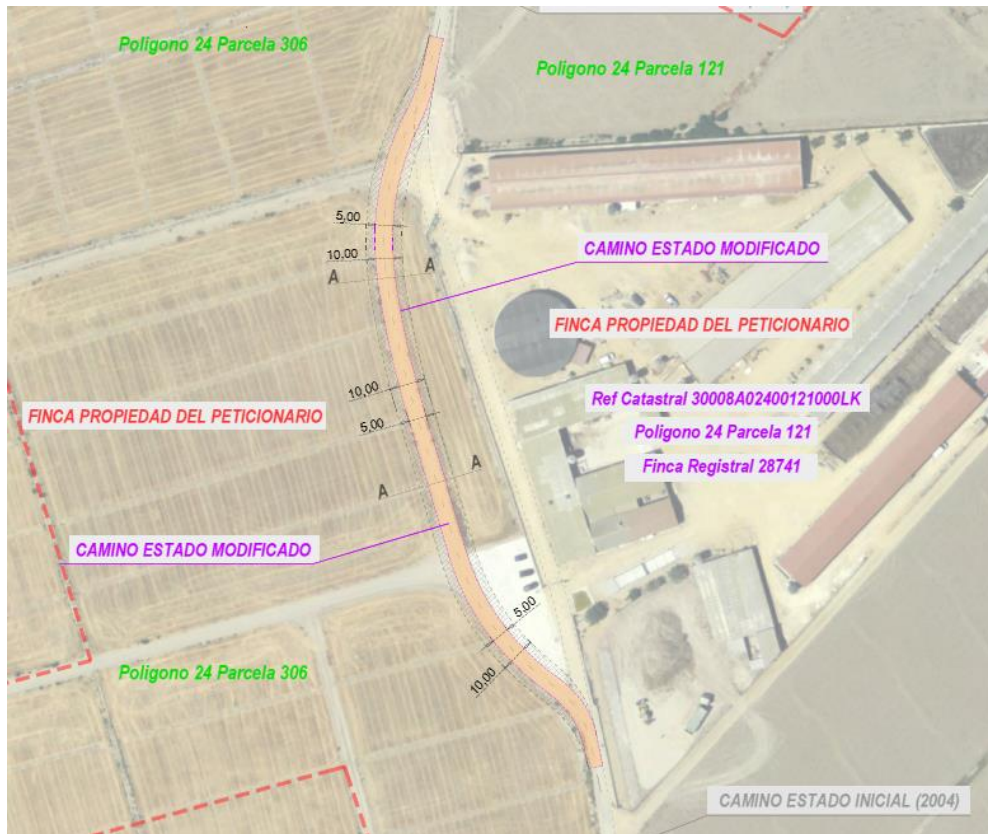 Poligono 24 Parcela 306
Poligono 24 Parcela 121
5,00
CAMINO ESTADO MODIFICADO
10,00
A
A
FINCA PROPIEDAD DEL PETICIONARIO
10,00
Ref Catastral 30008A02400121000LK
FINCA PROPIEDAD DEL PETICIONARIO
5,00
Poligono 24 Parcela 121
A
Finca Registral 28741
A
CAMINO ESTADO MODIFICADO
5,00
Poligono 24 Parcela 306
10,00
CAMINO ESTADO INICIAL (2004)